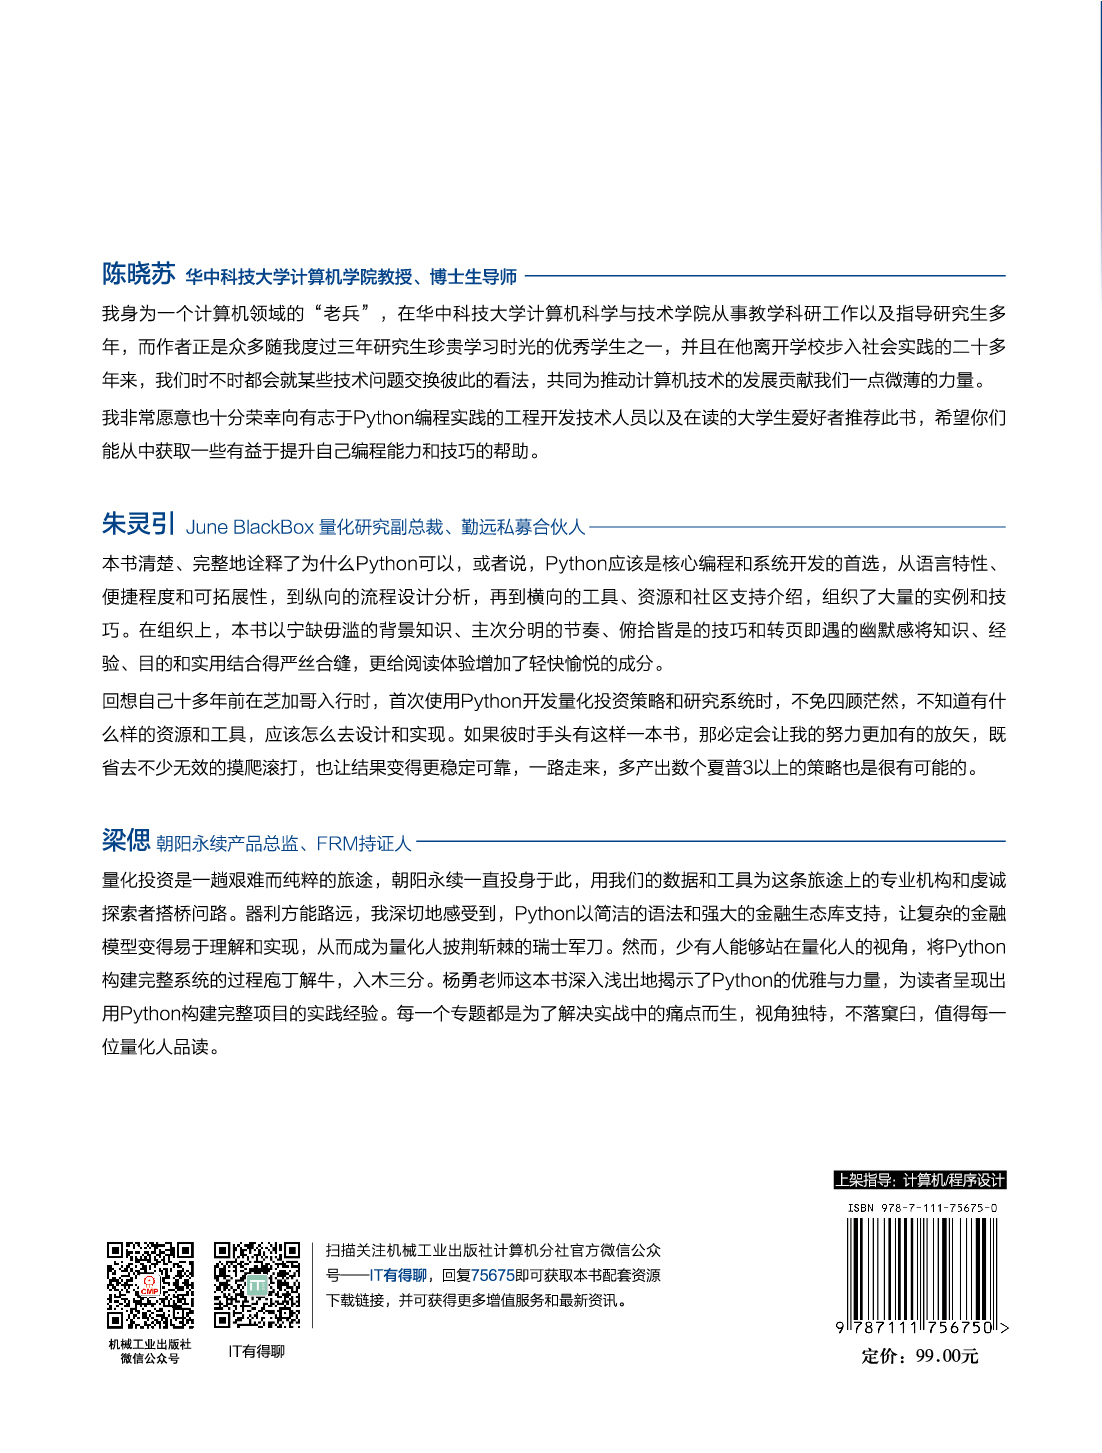 陈晓苏 华中科技大学计算机学院教授、博士生导师
我身为一个计算机领域的“老兵”，在华中科技大学计算机科学与技术学院从事教学科研工作以及指导研究生多
年，而作者正是众多随我度过三年研究生珍贵学习时光的优秀学生之一，并且在他离开学校步入社会实践的二十多
年来，我们时不时都会就某些技术问题交换彼此的看法，共同为推动计算机技术的发展贡献我们一点微薄的力量。
我非常愿意也十分荣幸向有志于Python编程实践的工程开发技术人员以及在读的大学生爱好者推荐此书，希望你们
能从中获取一些有益于提升自己编程能力和技巧的帮助。
朱灵引 June BlackBox 量化研究副总裁、勤远私募合伙人
本书清楚、完整地诠释了为什么Python可以，或者说，Python应该是核心编程和系统开发的首选，从语言特性、
便捷程度和可拓展性，到纵向的流程设计分析，再到横向的工具、资源和社区支持介绍，组织了大量的实例和技
巧。在组织上，本书以宁缺毋滥的背景知识、主次分明的节奏、俯拾皆是的技巧和转页即遇的幽默感将知识、经
验、目的和实用结合得严丝合缝，更给阅读体验增加了轻快愉悦的成分。
回想自己十多年前在芝加哥入行时，首次使用Python开发量化投资策略和研究系统时，不免四顾茫然，不知道有什
么样的资源和工具，应该怎么去设计和实现。如果彼时手头有这样一本书，那必定会让我的努力更加有的放矢，既
省去不少无效的摸爬滚打，也让结果变得更稳定可靠，一路走来，多产出数个夏普3以上的策略也是很有可能的。
梁偲 朝阳永续产品总监、FRM持证人
量化投资是一趟艰难而纯粹的旅途，朝阳永续一直投身于此，用我们的数据和工具为这条旅途上的专业机构和虔诚
探索者搭桥问路。器利方能路远，我深切地感受到，Python以简洁的语法和强大的金融生态库支持，让复杂的金融
模型变得易于理解和实现，从而成为量化人披荆斩棘的瑞士军刀。然而，少有人能够站在量化人的视角，将Python
构建完整系统的过程庖丁解牛，入木三分。杨勇老师这本书深入浅出地揭示了Python的优雅与力量，为读者呈现出
用Python构建完整项目的实践经验。每一个专题都是为了解决实战中的痛点而生，视角独特，不落窠臼，值得每一
位量化人品读。
上架指导：计算机/程序设计
ISBN 978-7-111-75675-0
9 787111 756750 >
定价：99.00元
扫描关注机械工业出版社计算机分社官方微信公众
号——IT有得聊，回复75675即可获取本书配套资源
下载链接，并可获得更多增值服务和最新资讯。
CMP
IT
机械工业出版社
微信公众号
IT有得聊